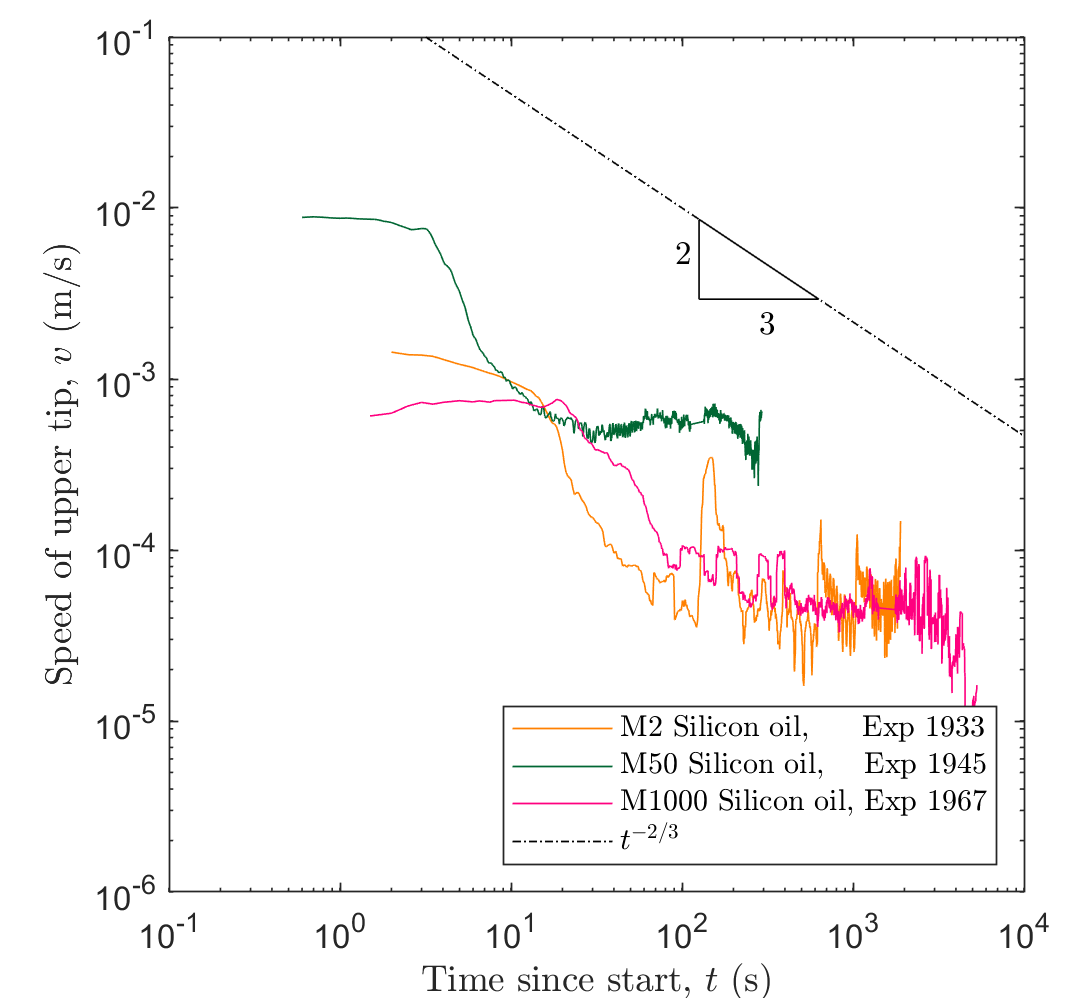 10^-1
10^-2
10^-3
10^-4
10^-5
10^-6
Speed of upper tip, v (m/s)
2
3
M2 Silicon oil, Exp 1933
M50 Silicon oil, Exp 1945
M1000 Silicon oil, Exp 1967
t^-2/3
10^-1 10^0 10^1 10^2 10^3 10^4
Time since start, t (s)